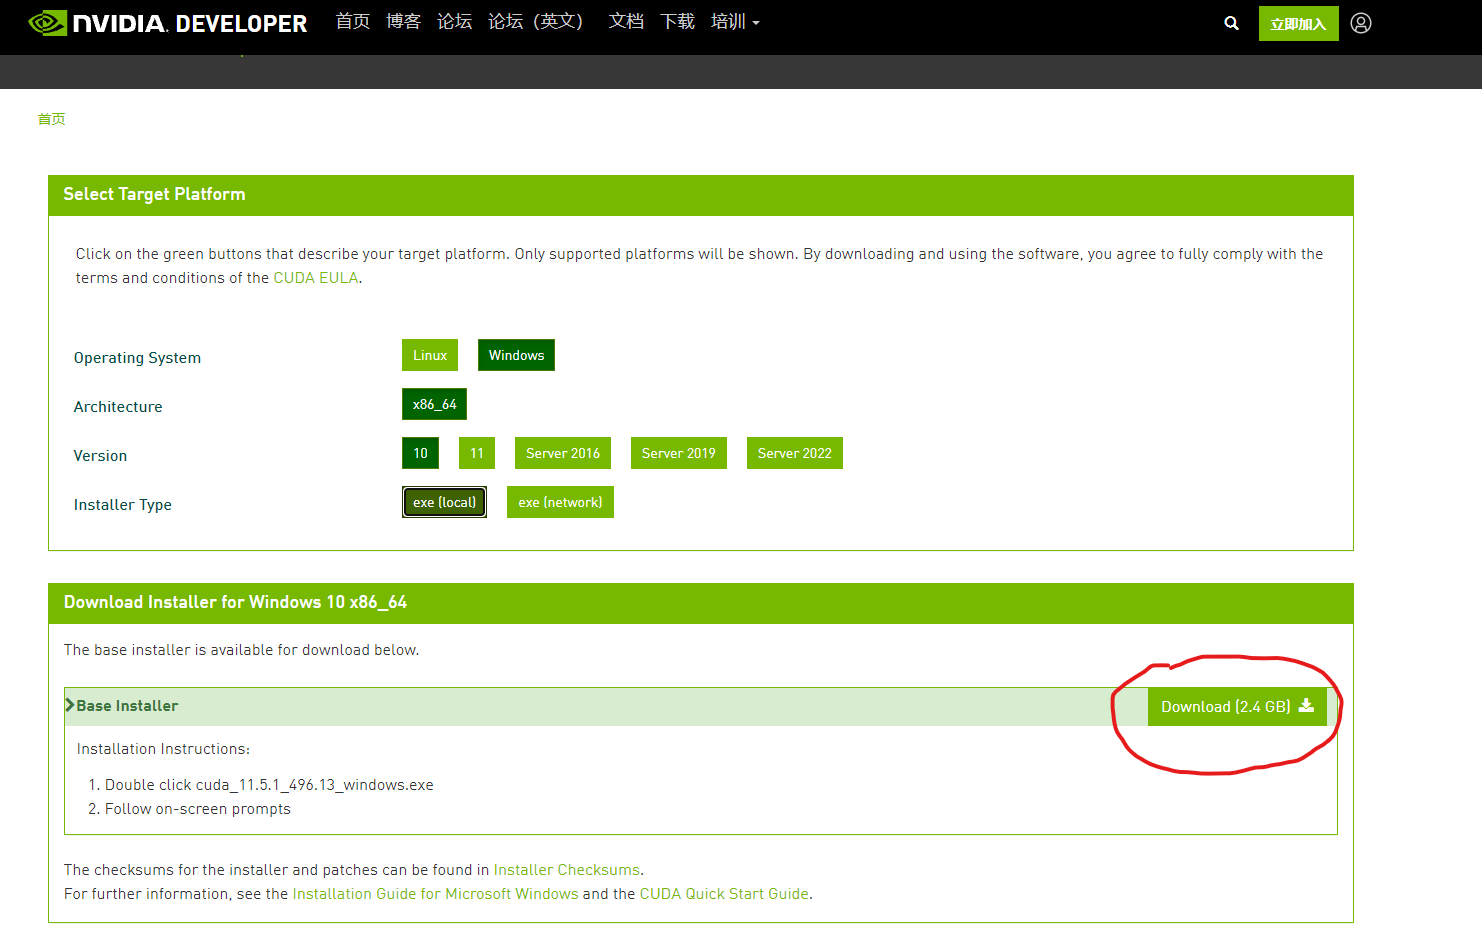 NVIDIA. DEVELOPER 首页 博客 论坛 论坛（英文） 文档 下载 培训 立即加入
首页
Select Target Platform
Click on the green buttons that describe your target platform. Only supported platforms will be shown. By downloading and using the software, you agree to fully comply with the
terms and conditions of the CUDA EULA.
Operating System Linux Windows
Architecture x86_64
Version 10 11 Server 2016 Server 2019 Server 2022
Installer Type exe (local) exe (network)
Download Installer for Windows 10 x86_64
The base installer is available for download below.
Base Installer Download (2.4 GB)
Installation Instructions:
1. Double click cuda_11.5.1_496.13_windows.exe
2. Follow on-screen prompts
The checksums for the installer and patches can be found in Installer Checksums.
For further information, see the Installation Guide for Microsoft Windows and the CUDA Quick Start Guide.